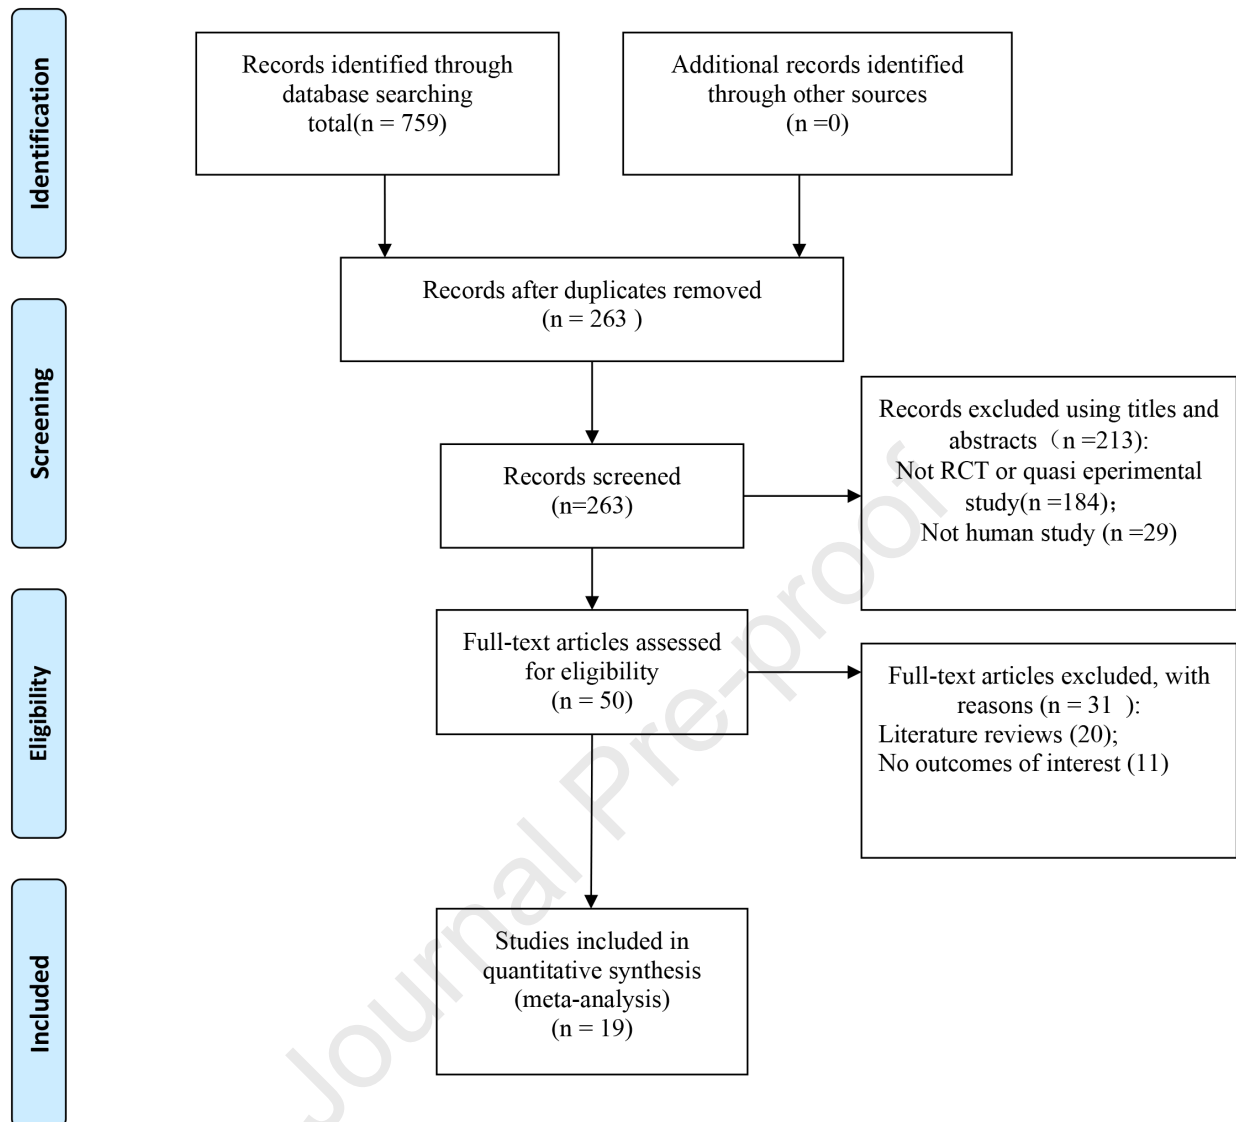 Identification
Records identified through
database searching
total(n = 759)
Additional records identified
through other sources
(n =0)
Records after duplicates removed
(n = 263 )
Screening
Records screened
(n=263)
Records excluded using titles and
abstracts（n =213):
Not RCT or quasi eperimental
study(n =184)；
Not human study (n =29)
Eligibility
Full-text articles assessed
for eligibility
(n = 50)
Full-text articles excluded, with
reasons (n = 31 ):
Literature reviews (20);
No outcomes of interest (11)
Included
Studies included in
quantitative synthesis
(meta-analysis)
(n = 19)
Journal Pre-proof